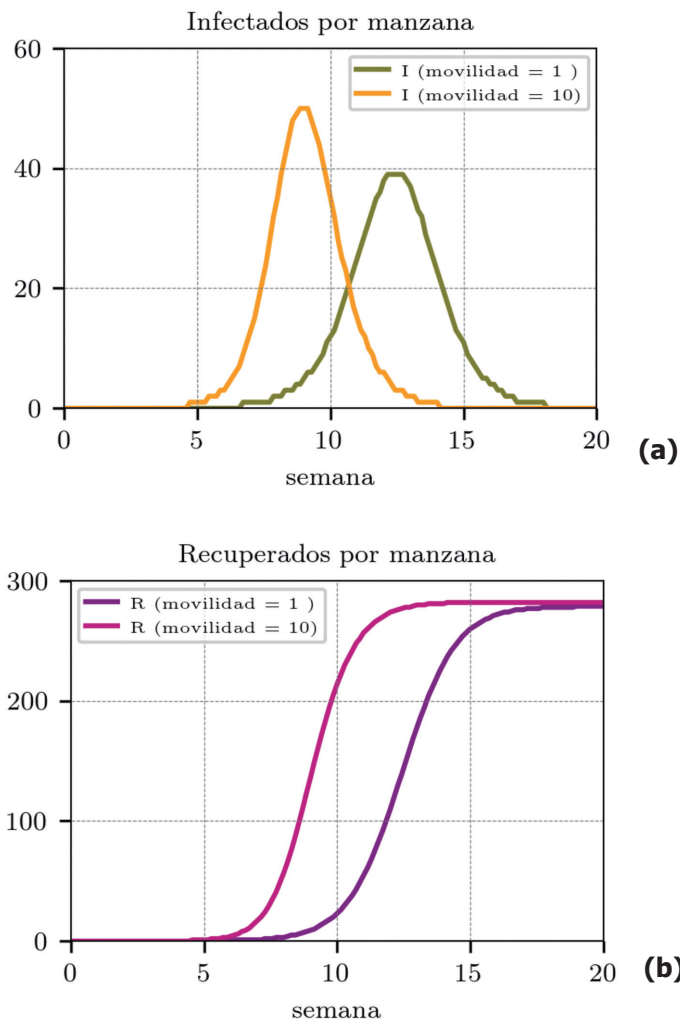 Infectados por manzana
60
I (movilidad = 1 )
I (movilidad = 10)
40
20
0
0 5 10 15 20
semana
(a)
Recuperados por manzana
300
R (movilidad = 1 )
R (movilidad = 10)
200
100
0
0 5 10 15 20
semana
(b)